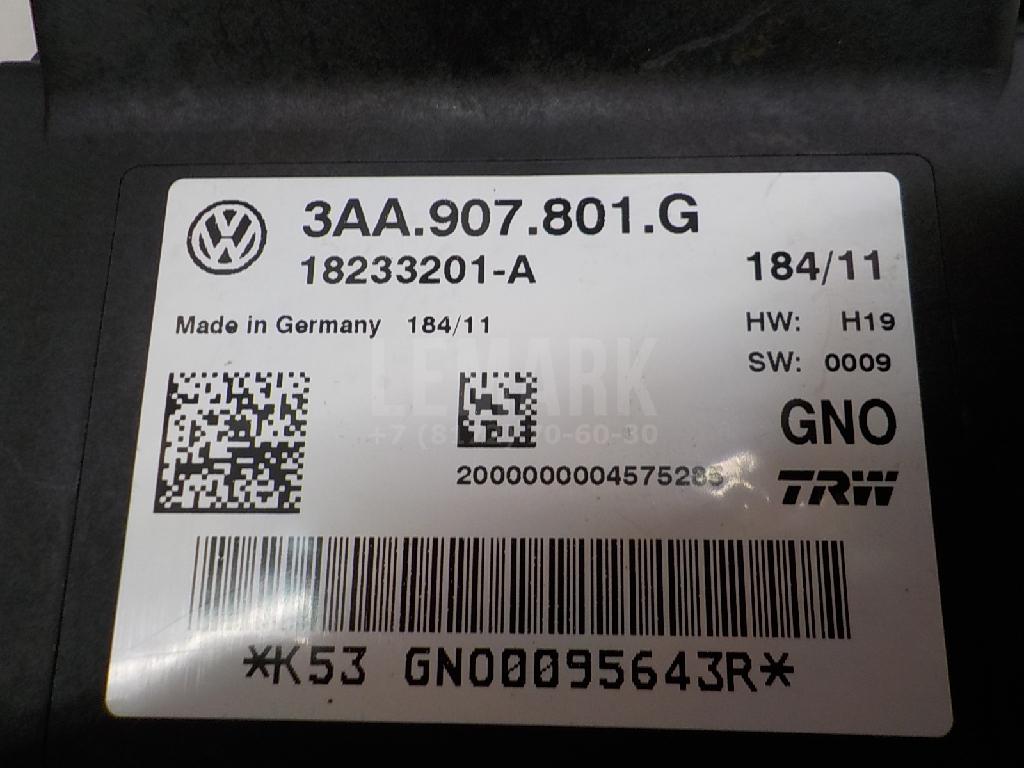 3AA.907.801.G
18233201-A 184/11
Made in Germany 184/11 HW: H19
SW: 0009
LEMARK
GNO
2000000004575285
TRW
*K53 GNO0095643R*